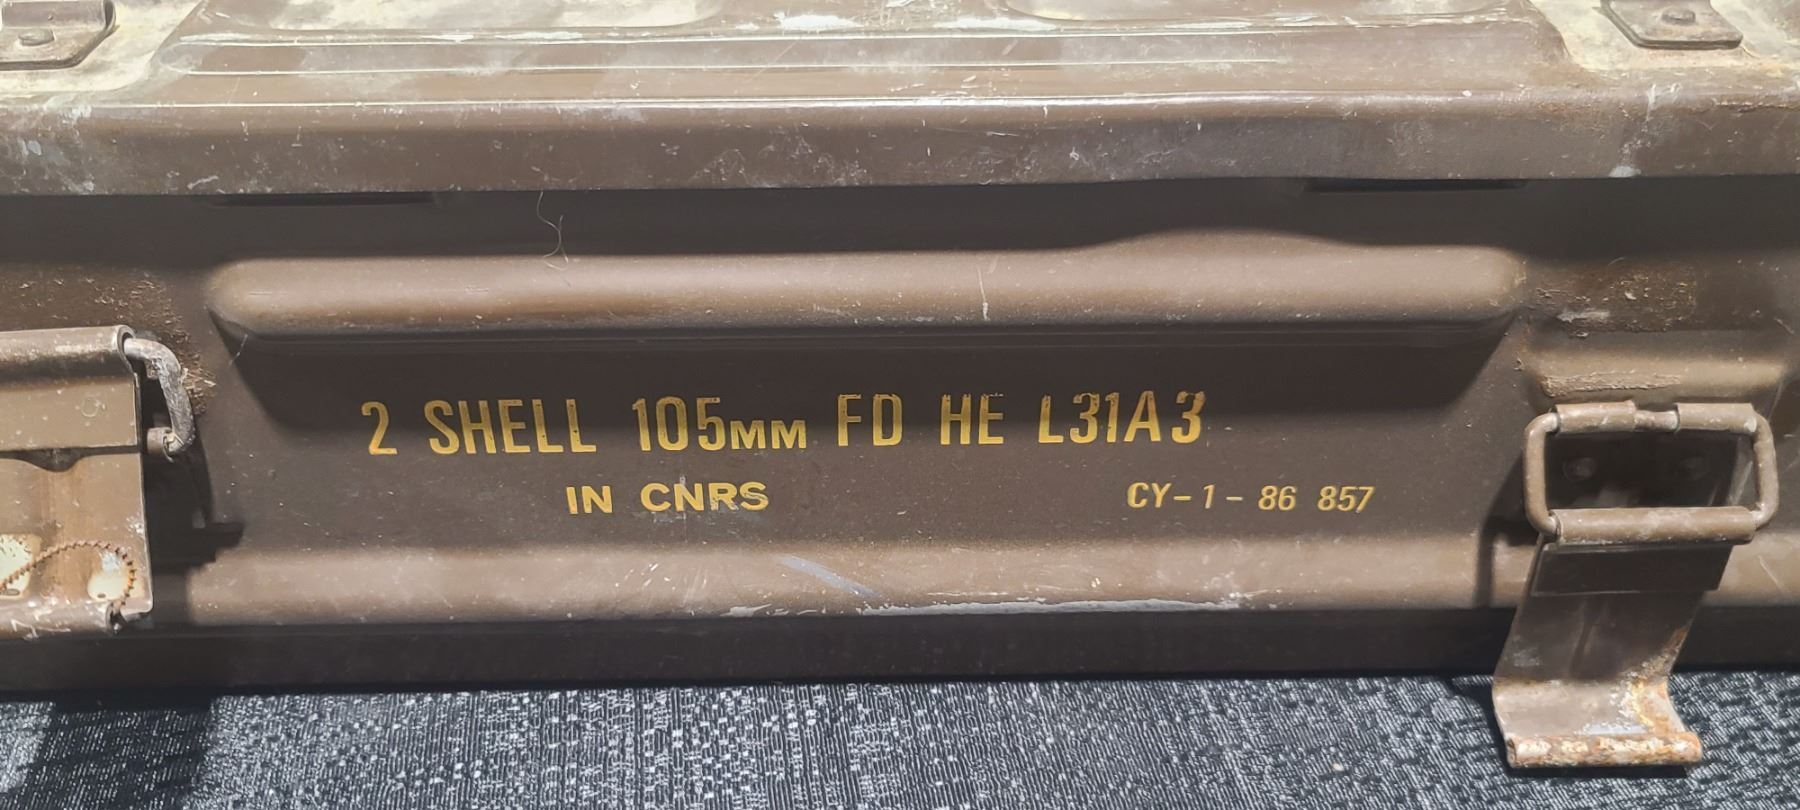 2 SHELL 105MM FD HE L31A3
IN CNRS
CY-1-86 857